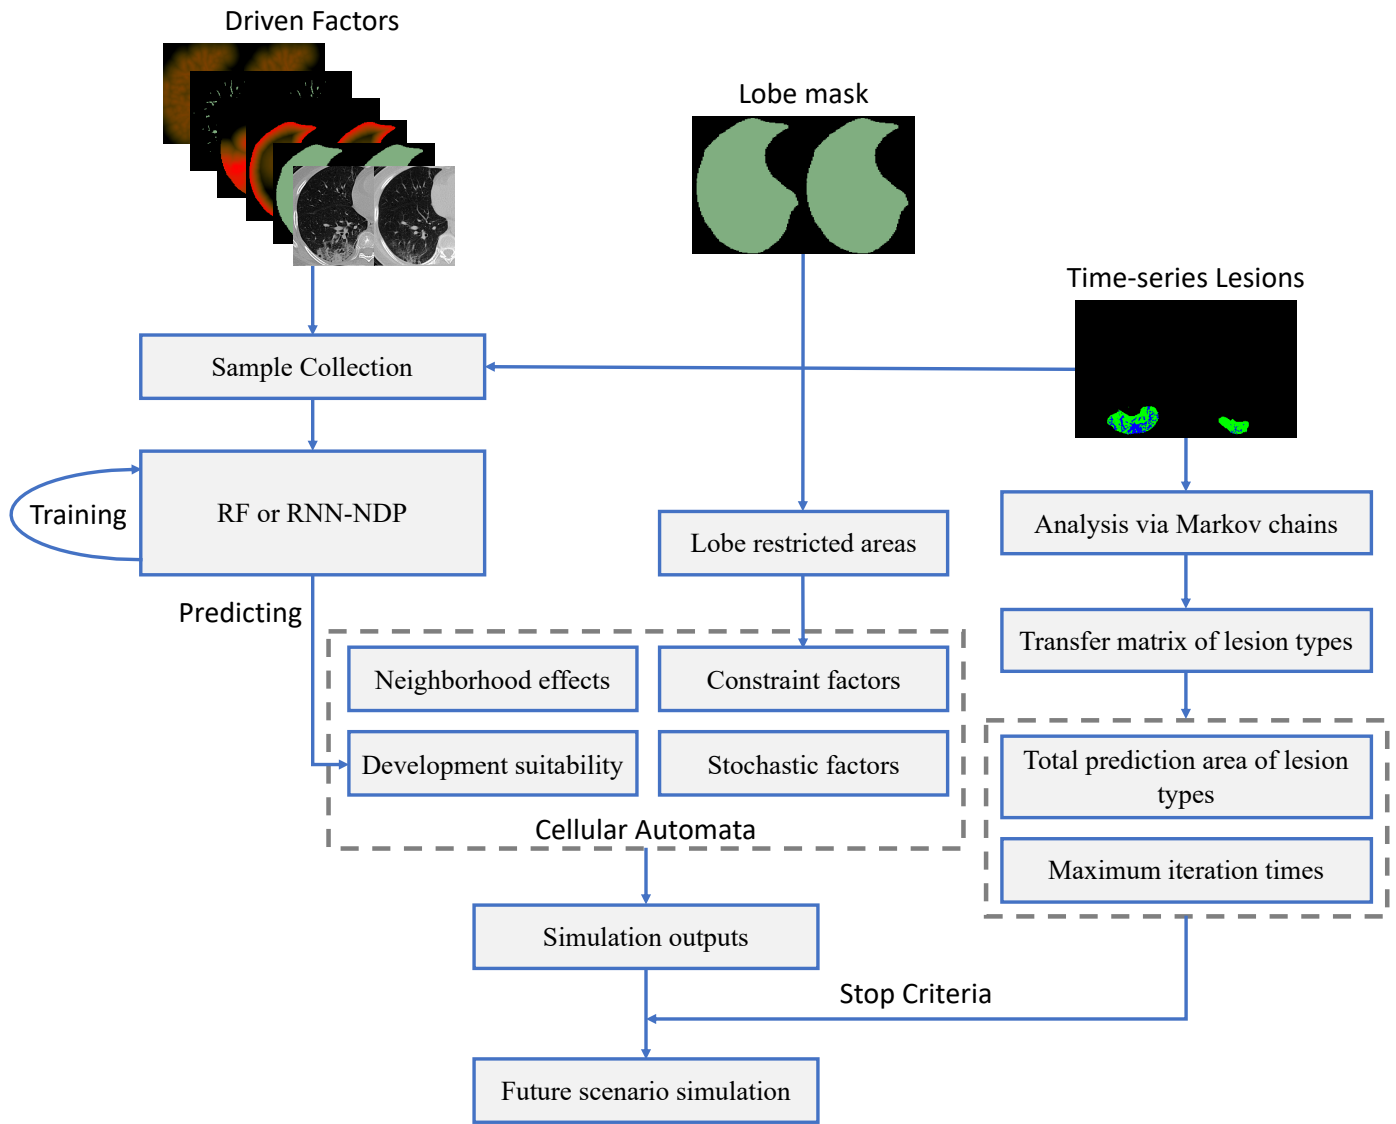 Driven Factors
Lobe mask
Time-series Lesions
Sample Collection
Training
RF or RNN-NDP
Analysis via Markov chains
Lobe restricted areas
Predicting
Transfer matrix of lesion types
Neighborhood effects
Constraint factors
Development suitability
Stochastic factors
Total prediction area of lesion
types
Cellular Automata
Maximum iteration times
Simulation outputs
Stop Criteria
Future scenario simulation